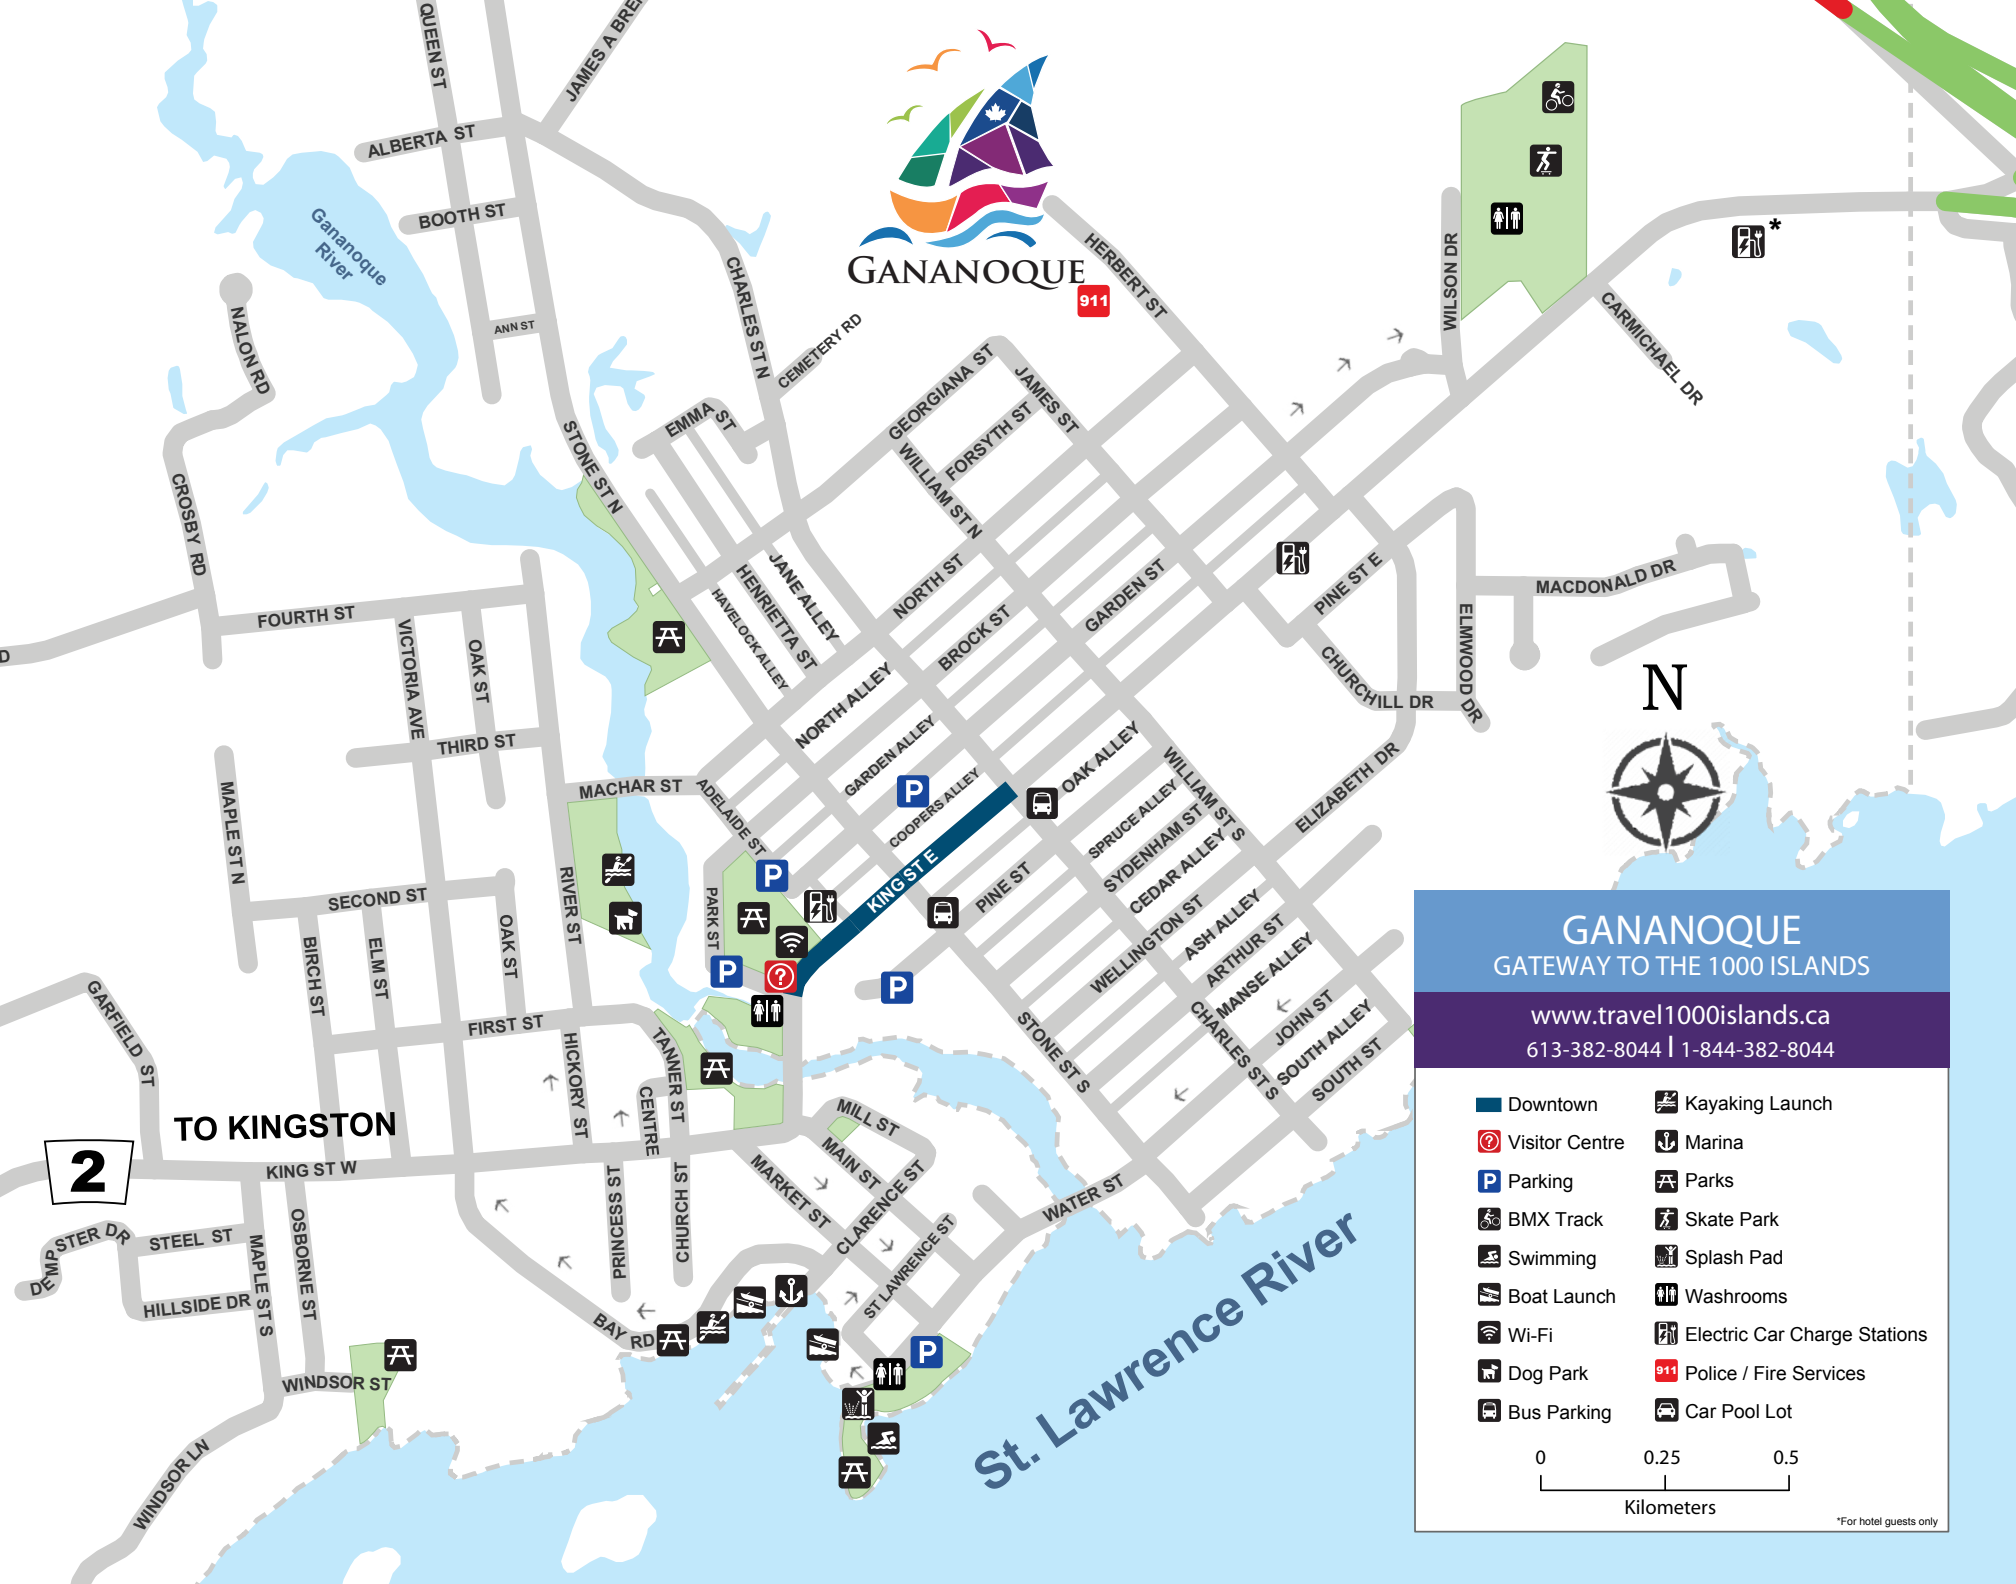 QUEEN ST
JAMES A BRE
ALBERTA ST
BOOTH ST
Gananoque
River
ANN ST
NALON RD
CHARLES ST N
CEMETERY RD
GANANOQUE
911
HERBERT ST
WILSON DR
*
CARMICHAEL DR
EMMA ST
GEORGIANA ST
JAMES ST
FORSYTH ST
WILLIAM ST N
STONE ST N
CROSBY RD
JANE ALLEY
HENRIETTA ST
HAVELOCK ALLEY
NORTH ST
BROCK ST
GARDEN ST
PINE ST E
MACDONALD DR
ELMWOOD DR
CHURCHILL DR
N
D
FOURTH ST
VICTORIA AVE
OAK ST
THIRD ST
NORTH ALLEY
GARDEN ALLEY
COOPERS ALLEY
P
KING ST E
OAK ALLEY
WILLIAM ST S
ELIZABETH DR
SPRUCE ALLEY
SYDENHAM ST
CEDAR ALLEY
MACHAR ST
ADELAIDE ST
MAPLE ST N
SECOND ST
RIVER ST
PARK ST
P
P
?
P
PINE ST
WELLINGTON ST
ASH ALLEY
ARTHUR ST
MANSE ALLEY
JOHN ST
SOUTH ALLEY
SOUTH ST
CHARLES ST S
STONE ST S
BIRCH ST
ELM ST
OAK ST
FIRST ST
HICKORY ST
TANNER ST
CENTRE
GARFIELD ST
TO KINGSTON
2
KING ST W
MILL ST
MAIN ST
MARKET ST
CLARENCE ST
ST LAWRENCE ST
WATER ST
PRINCESS ST
CHURCH ST
DEMPSTER DR
STEEL ST
HILLSIDE DR
MAPLE ST S
OSBORNE ST
BAY RD
WINDSOR ST
WINDSOR LN
P
St. Lawrence River
GANANOQUE
GATEWAY TO THE 1000 ISLANDS
www.travel1000islands.ca
613-382-8044 | 1-844-382-8044
Downtown
? Visitor Centre
P Parking
BMX Track
Swimming
Boat Launch
Wi-Fi
Dog Park
Bus Parking
Kayaking Launch
Marina
Parks
Skate Park
Splash Pad
Washrooms
Electric Car Charge Stations
911 Police / Fire Services
Car Pool Lot
0 0.25 0.5
Kilometers
*For hotel guests only